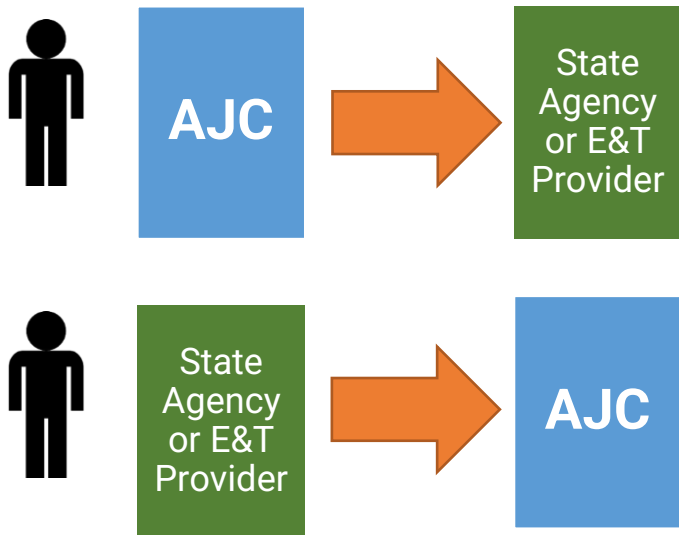 AJC
State
Agency
or E&T
Provider
State
Agency
or E&T
Provider
AJC